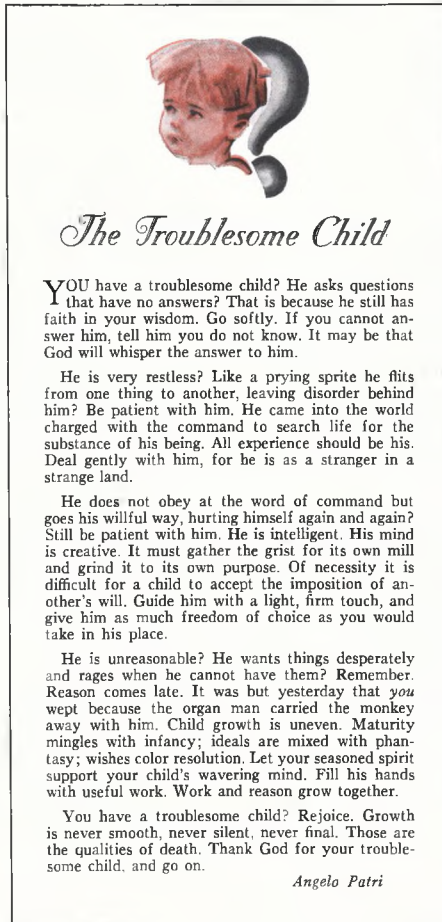 The Troublesome Child
YOU have a troublesome child? He asks questions
that have no answers? That is because he still has
faith in your wisdom. Go softly. If you cannot an-
swer him, tell him you do not know. It may be that
God will whisper the answer to him.
He is very restless? Like a prying sprite he flits
from one thing to another, leaving disorder behind
him? Be patient with him. He came into the world
charged with the command to search life for the
substance of his being. All experience should be his.
Deal gently with him, for he is as a stranger in a
strange land.
He does not obey at the word of command but
goes his willful way, hurting himself again and again?
Still be patient with him. He is intelligent. His mind
is creative. It must gather the grist for its own mill
and grind it to its own purpose. Of necessity it is
difficult for a child to accept the imposition of an-
other's will. Guide him with a light, firm touch, and
give him as much freedom of choice as you would
take in his place.
He is unreasonable? He wants things desperately
and rages when he cannot have them? Remember.
Reason comes late. It was but yesterday that you
wept because the organ man carried the monkey
away with him. Child growth is uneven. Maturity
mingles with infancy; ideals are mixed with phan-
tasy; wishes color resolution. Let your seasoned spirit
support your child's wavering mind. Fill his hands
with useful work. Work and reason grow together.
You have a troublesome child? Rejoice. Growth
is never smooth, never silent, never final. Those are
the qualities of death. Thank God for your trouble-
some child, and go on.
Angelo Patri